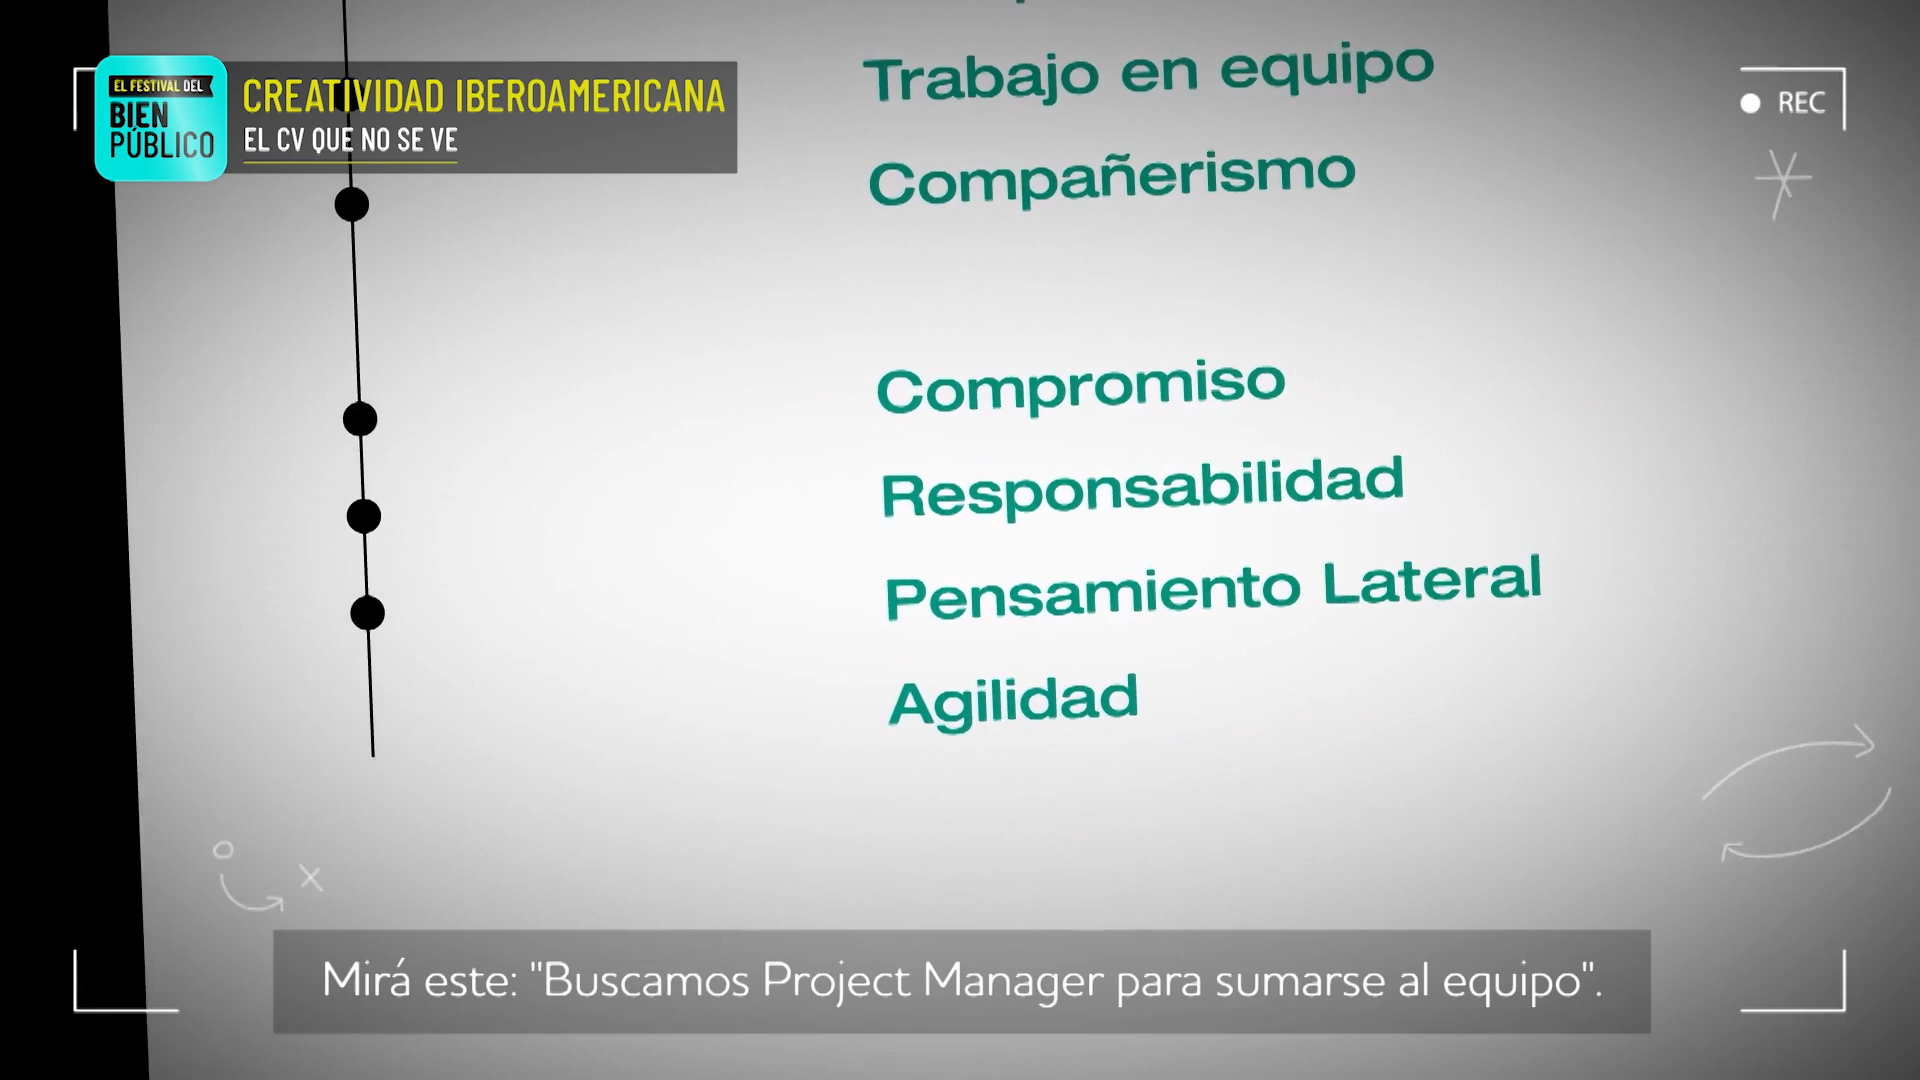 EL FESTIVAL DEL
BIEN
PÚBLICO
CREATIVIDAD IBEROAMERICANA
EL CV QUE NO SE VE
REC
Trabajo en equipo
Compañerismo
Compromiso
Responsabilidad
Pensamiento Lateral
Agilidad
Mirá este: "Buscamos Project Manager para sumarse al equipo".